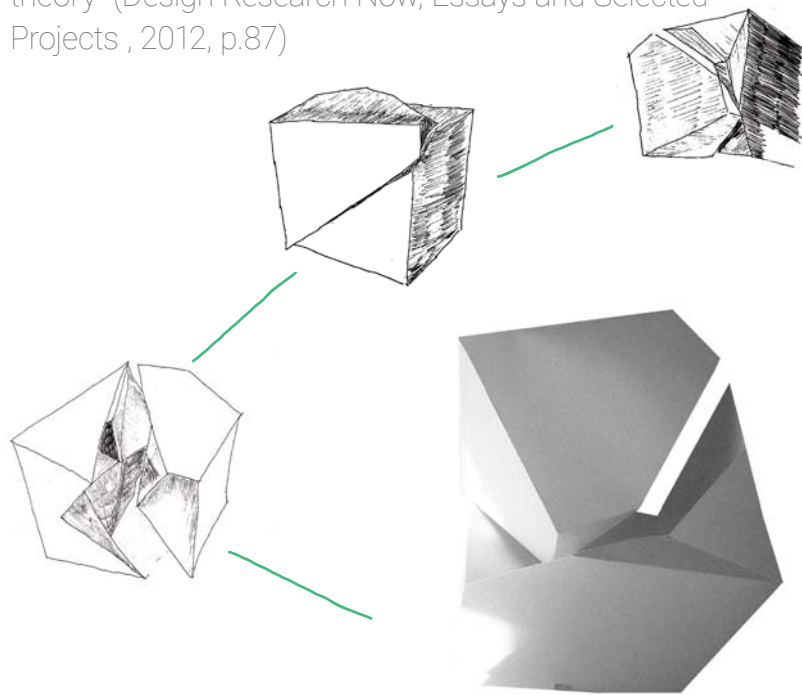 theory" (Design Research Now, Essays and Selected
Projects , 2012, p.87)